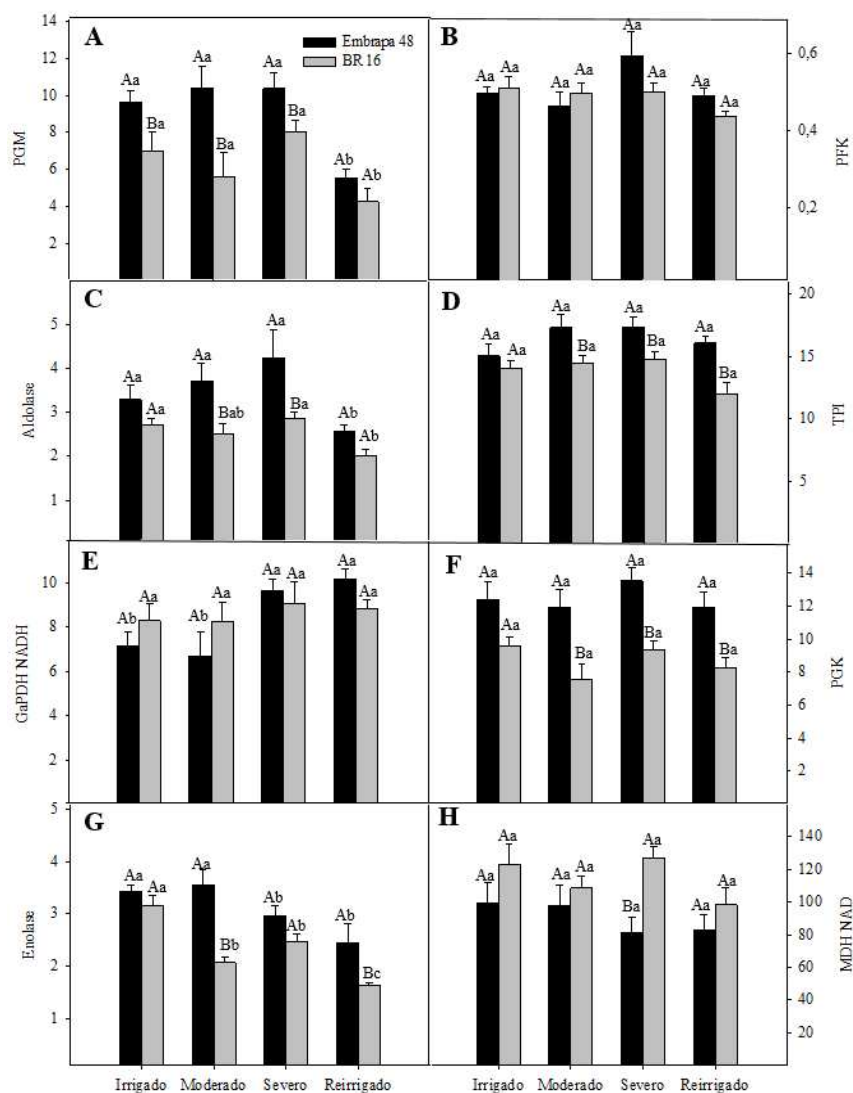 A
Embrapa 48
BR 16
PGM
14
12
10
8
6
4
2
Aa Ba Aa Ba Aa Ba Ab Ab
B
PFK
0,6
0,4
0,2
Aa Aa Aa Aa Aa Aa Aa Aa
C
Aldolase
5
4
3
2
1
Aa Aa Aa Bab Aa Ba Ab Ab
D
TPI
20
15
10
5
Aa Aa Aa Ba Aa Ba Aa Ba
E
GaPDH NADH
10
8
6
4
2
Ab Aa Ab Aa Aa Aa Aa Aa
F
PGK
14
12
10
8
6
4
2
Aa Aa Aa Ba Aa Ba Aa Ba
G
Enolase
5
4
3
2
1
Aa Aa Aa Bb Ab Ab Ab Bc
H
MDH NAD
140
120
100
80
60
40
20
Aa Aa Aa Aa Ba Aa Aa Aa
Irrigado Moderado Severo Reirrigado
Irrigado Moderado Severo Reirrigado